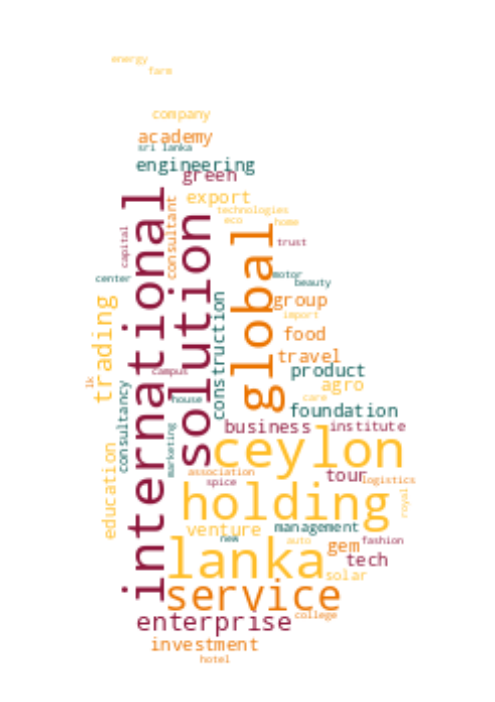 energy
farm
company
academy
sri lanka
engineering
green
international
export
consultant
technologies
solution
eco
home
global
capital
trust
center
motor
beauty
construction
trading
group
import
food
travel
campus
product
lk
agro
consultancy
house
care
foundation
marketing
business
institute
ceylon
education
association
tour
logistics
spice
holding
royal
venture
management
new
auto
lanka
gem
fashion
tech
solar
service
enterprise
college
investment
hotel